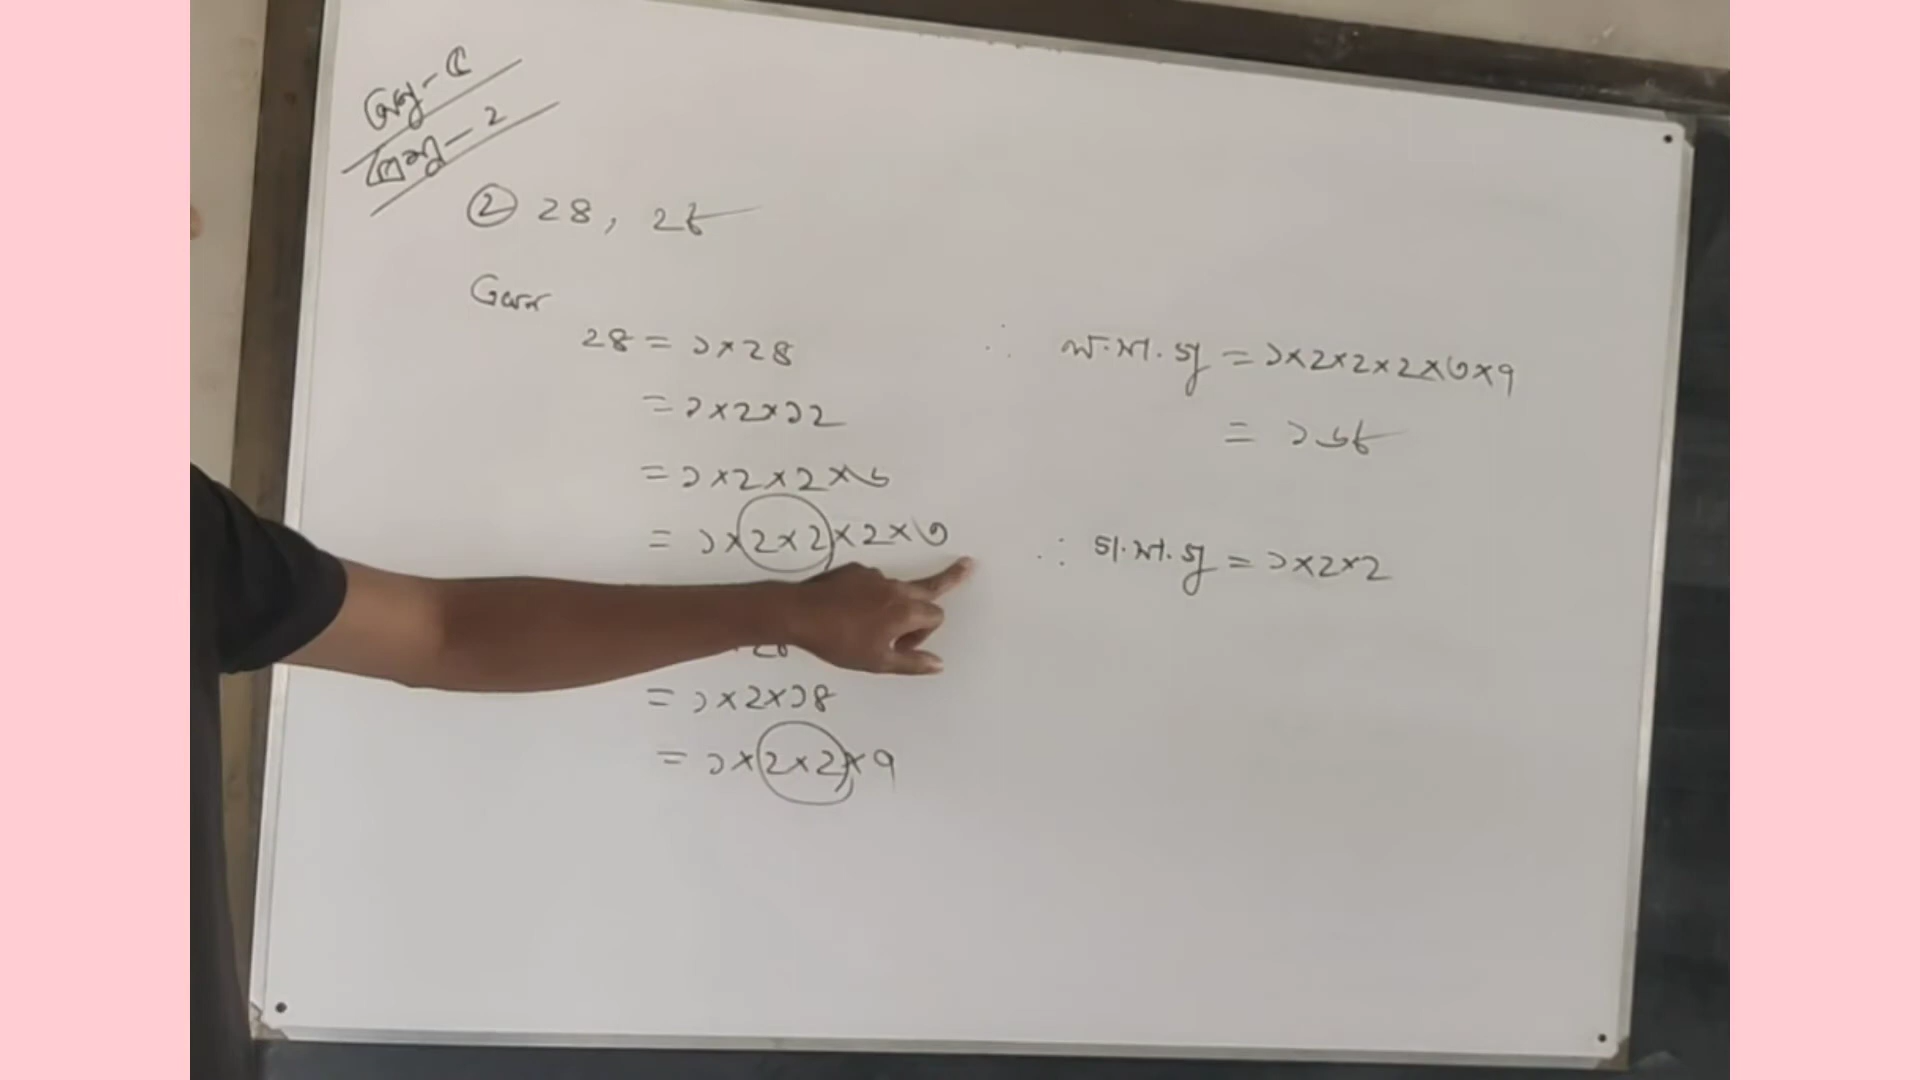 ② ২৪, ২৮
২৪ = ১×২৪
= ১×২×১২
= ১×২×২×৬
= ১×২×২×২×৩
= ১×২×১৪
= ১×২×২×৭
∴ ল.সা.গু = ১×২×২×২×৩×৭
= ১৬৮
∴ গ.সা.গু = ১×২×২